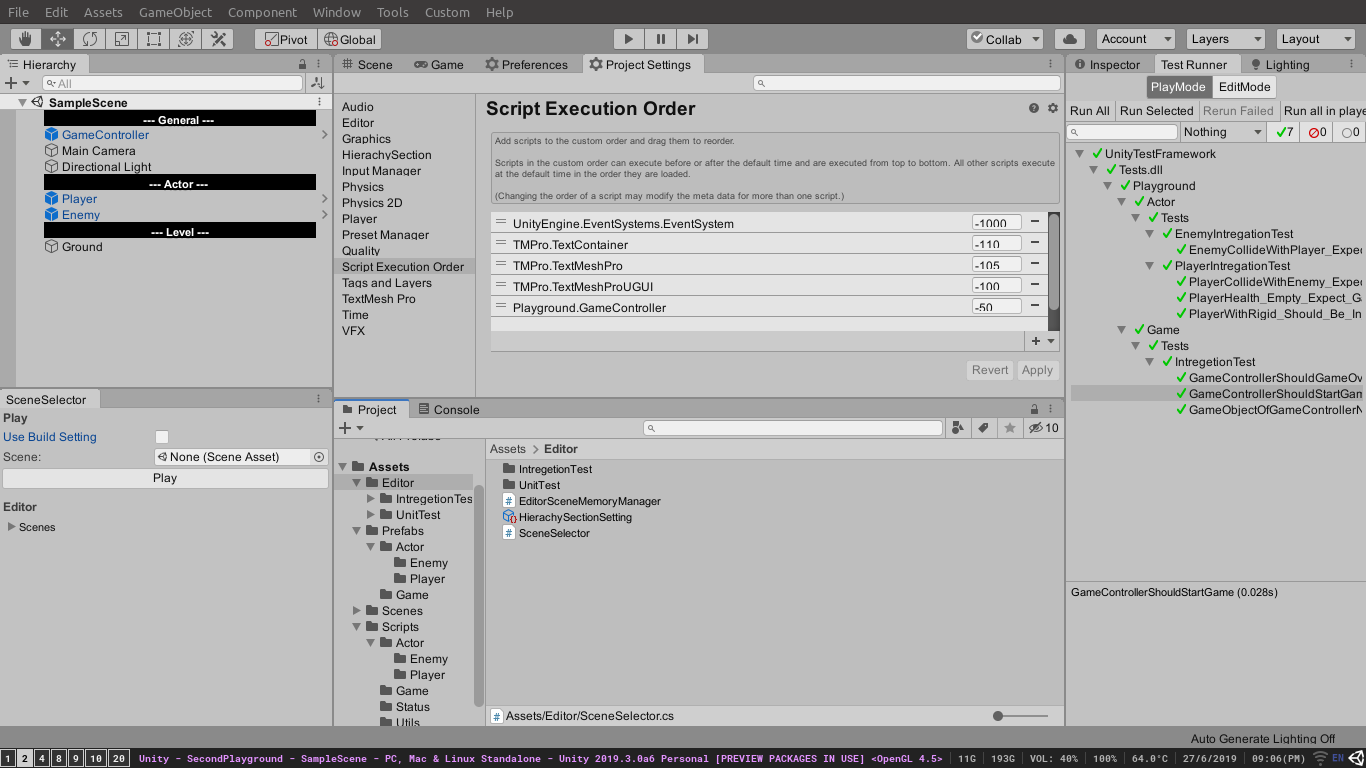 File Edit Assets GameObject Component Window Tools Custom Help
Pivot Global Collab Account Layers Layout
Hierarchy
All
SampleScene
--- General ---
GameController
Main Camera
Directional Light
--- Actor ---
Player
Enemy
--- Level ---
Ground
SceneSelector
Play
Use Build Setting
Scene: None (Scene Asset)
Play
Editor
Scenes
Scene Game Preferences Project Settings
Audio
Editor
Graphics
HierachySection
Input Manager
Physics
Physics 2D
Player
Preset Manager
Quality
Script Execution Order
Tags and Layers
TextMesh Pro
Time
VFX
Script Execution Order
Add scripts to the custom order and drag them to reorder.
Scripts in the custom order can execute before or after the default time and are executed from top to bottom. All other scripts execute
at the default time in the order they are loaded.
(Changing the order of a script may modify the meta data for more than one script.)
UnityEngine.EventSystems.EventSystem -1000
TMPro.TextContainer -110
TMPro.TextMeshPro -105
TMPro.TextMeshProUGUI -100
Playground.GameController -50
Revert Apply
Project Console
10
Assets
Editor
IntregetionTes
UnitTest
Prefabs
Actor
Enemy
Player
Game
Scenes
Scripts
Actor
Enemy
Player
Game
Status
Utils
Assets > Editor
IntregetionTest
UnitTest
EditorSceneMemoryManager
HierachySectionSetting
SceneSelector
Assets/Editor/SceneSelector.cs
Inspector Test Runner Lighting
PlayMode EditMode
Run All Run Selected Rerun Failed Run all in playe
Nothing 7 0 0
UnityTestFramework
Tests.dll
Playground
Actor
Tests
EnemyIntregationTest
EnemyCollideWithPlayer_Expec
PlayerIntregationTest
PlayerCollideWithEnemy_Expec
PlayerHealth_Empty_Expect_G
PlayerWithRigid_Should_Be_In
Game
Tests
IntregetionTest
GameControllerShouldGameOv
GameControllerShouldStartGam
GameObjectOfGameControllerN
GameControllerShouldStartGame (0.028s)
Auto Generate Lighting Off
1 2 4 8 9 10 20 Unity - SecondPlayground - SampleScene - PC, Mac & Linux Standalone - Unity 2019.3.0a6 Personal [PREVIEW PACKAGES IN USE] <OpenGL 4.5> 11G 193G VOL: 40% 100% 64.0°C 27/6/2019 09:06(PM) EN